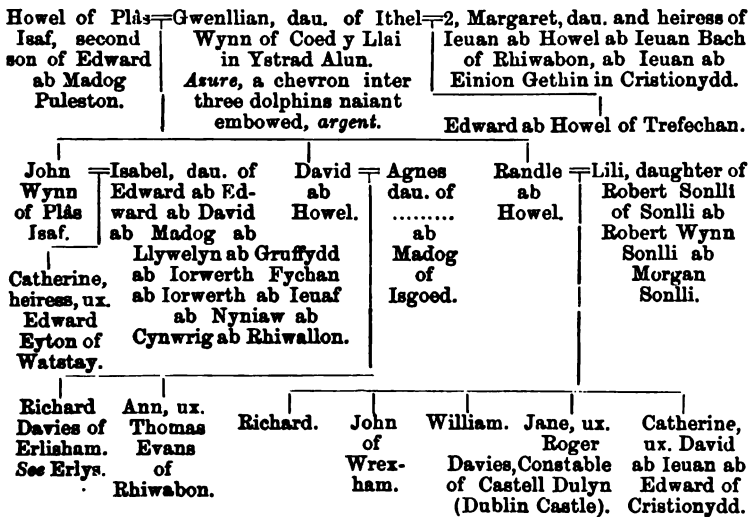 Howel of Plâs Isaf, second son of Edward ab Madog Puleston.
Gwenllian, dau. of Ithel Wynn of Coed y Llai in Ystrad Alun.
Azure, a chevron inter three dolphins naiant embowed, argent.
2, Margaret, dau. and heiress of Ieuan ab Howel ab Ieuan Bach of Rhiwabon, ab Ieuan ab Einion Gethin in Cristionydd.
Edward ab Howel of Trefechan.
John Wynn of Plâs Isaf.
Isabel, dau. of Edward ab Edward ab David ab Madog ab Llywelyn ab Gruffydd ab Iorwerth Fychan ab Iorwerth ab Ieuaf ab Nyniaw ab Cynwrig ab Rhiwallon.
David ab Howel.
Agnes dau. of ......... ab Madog of Isgoed.
Randle ab Howel.
Lili, daughter of Robert Sonlli of Sonlli ab Robert Wynn Sonlli ab Morgan Sonlli.
Catherine, heiress, ux. Edward Eyton of Watstay.
Richard Davies of Erlisham. See Erlys.
Ann, ux. Thomas Evans of Rhiwabon.
Richard.
John of Wrexham.
William.
Jane, ux. Roger Davies, Constable of Castell Dulyn (Dublin Castle).
Catherine, ux. David ab Ieuan ab Edward of Cristionydd.